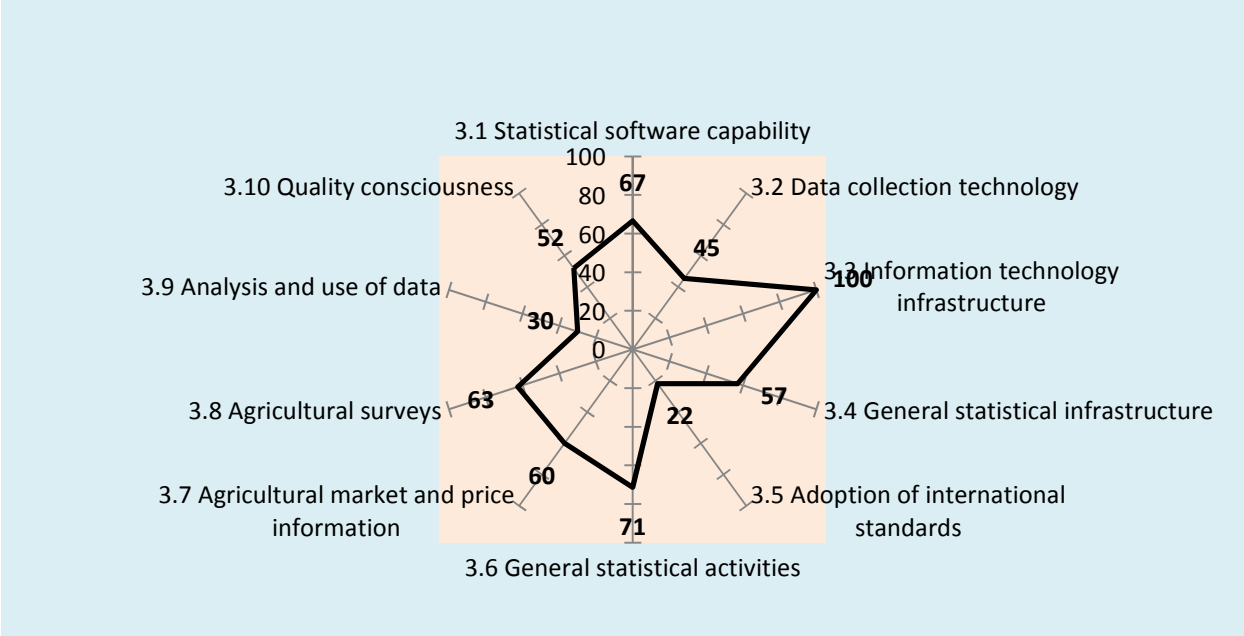 3.1 Statistical software capability
100
67
3.10 Quality consciousness
80
3.2 Data collection technology
52
60
45
3.3 Information technology
infrastructure
100
40
3.9 Analysis and use of data
30
20
0
63
57
3.8 Agricultural surveys
3.4 General statistical infrastructure
22
60
3.7 Agricultural market and price
information
3.5 Adoption of international
standards
71
3.6 General statistical activities